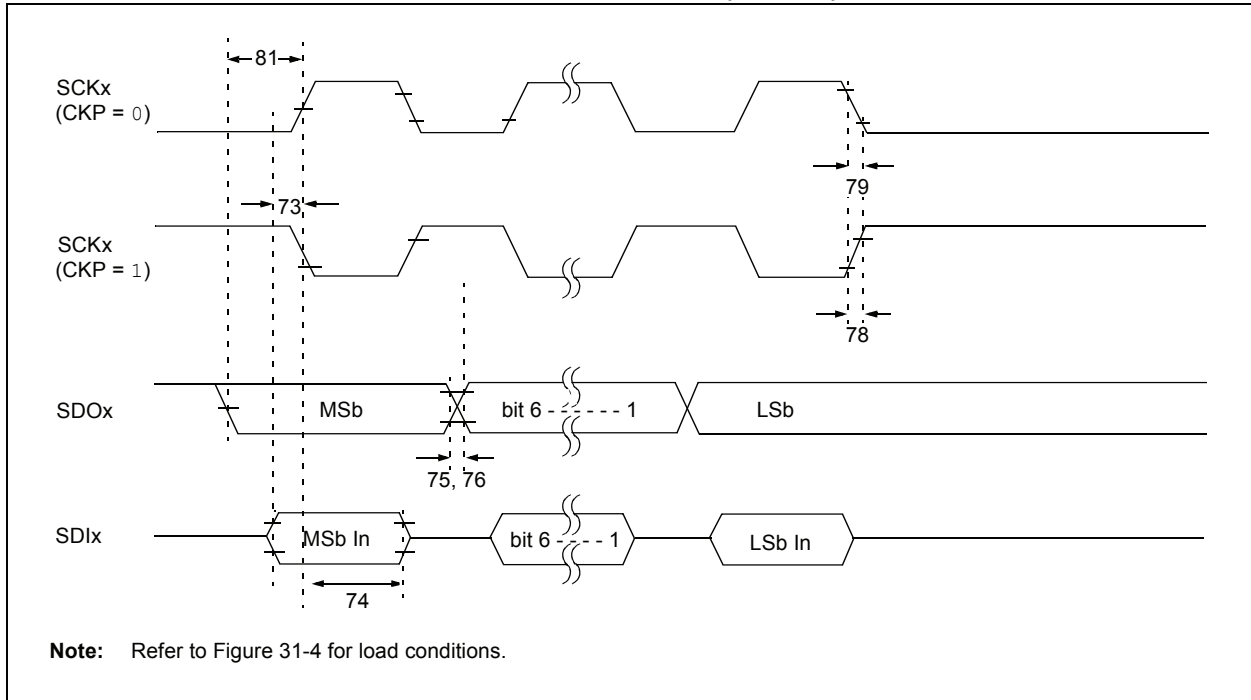 81
SCKx
(CKP = 0)
79
73
SCKx
(CKP = 1)
78
SDOx
MSb
bit 6 - - - - - - 1
LSb
75, 76
SDIx
MSb In
bit 6 - - - - 1
LSb In
74
Note: Refer to Figure 31-4 for load conditions.